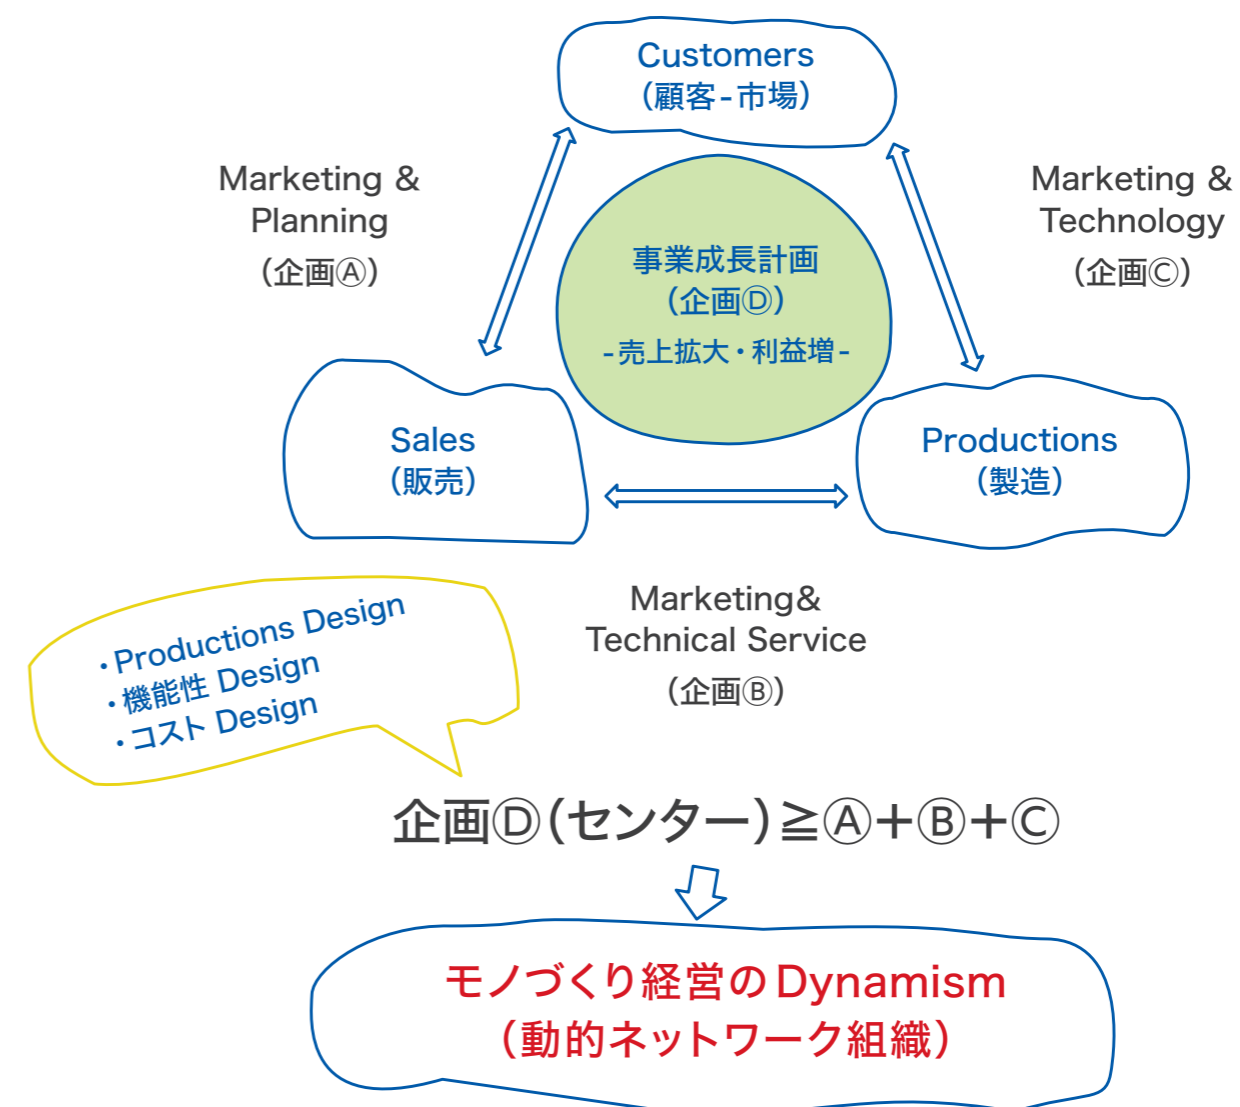 Customers
（顧客-市場）
Marketing &
Planning
（企画Ⓐ）
Marketing &
Technology
（企画Ⓒ）
事業成長計画
（企画Ⓓ）
-売上拡大・利益増-
Sales
（販売）
Productions
（製造）
Marketing&
Technical Service
（企画Ⓑ）
・Productions Design
・機能性 Design
・コスト Design
企画Ⓓ（センター）≧Ⓐ＋Ⓑ＋Ⓒ
モノづくり経営のDynamism
（動的ネットワーク組織）